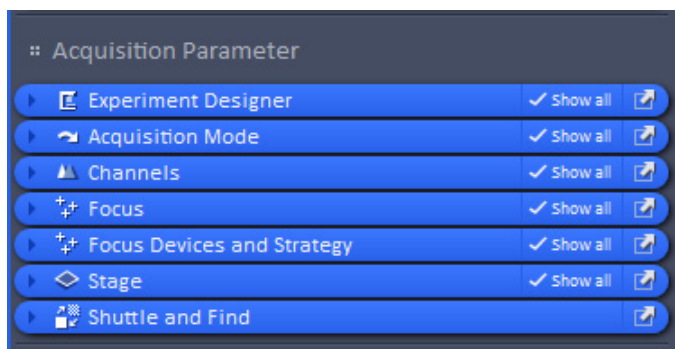 Acquisition Parameter
Experiment Designer Show all
Acquisition Mode Show all
Channels Show all
Focus Show all
Focus Devices and Strategy Show all
Stage Show all
Shuttle and Find